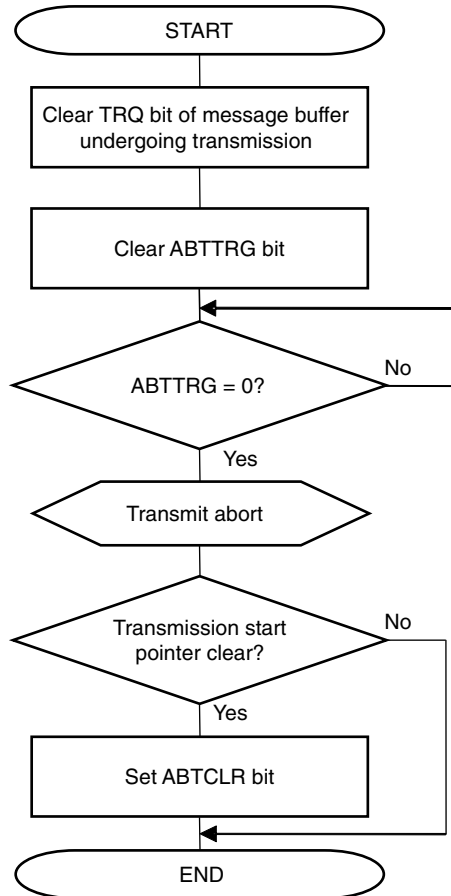 START
Clear TRQ bit of message buffer
undergoing transmission
Clear ABTTRG bit
ABTTRG = 0?
No
Yes
Transmit abort
Transmission start
pointer clear?
No
Yes
Set ABTCLR bit
END